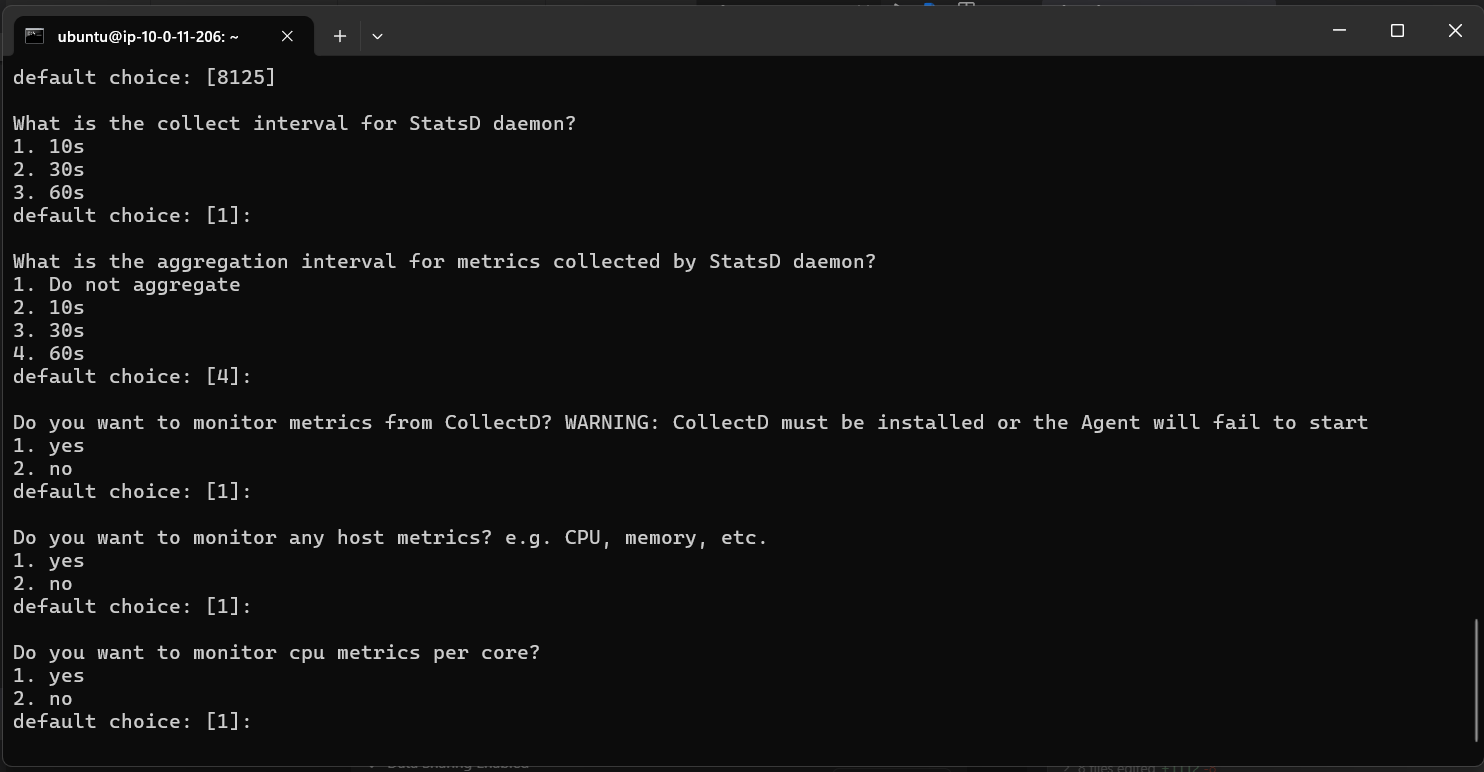 ubuntu@ip-10-0-11-206: ~
default choice: [8125]
What is the collect interval for StatsD daemon?
1. 10s
2. 30s
3. 60s
default choice: [1]:
What is the aggregation interval for metrics collected by StatsD daemon?
1. Do not aggregate
2. 10s
3. 30s
4. 60s
default choice: [4]:
Do you want to monitor metrics from CollectD? WARNING: CollectD must be installed or the Agent will fail to start
1. yes
2. no
default choice: [1]:
Do you want to monitor any host metrics? e.g. CPU, memory, etc.
1. yes
2. no
default choice: [1]:
Do you want to monitor cpu metrics per core?
1. yes
2. no
default choice: [1]: